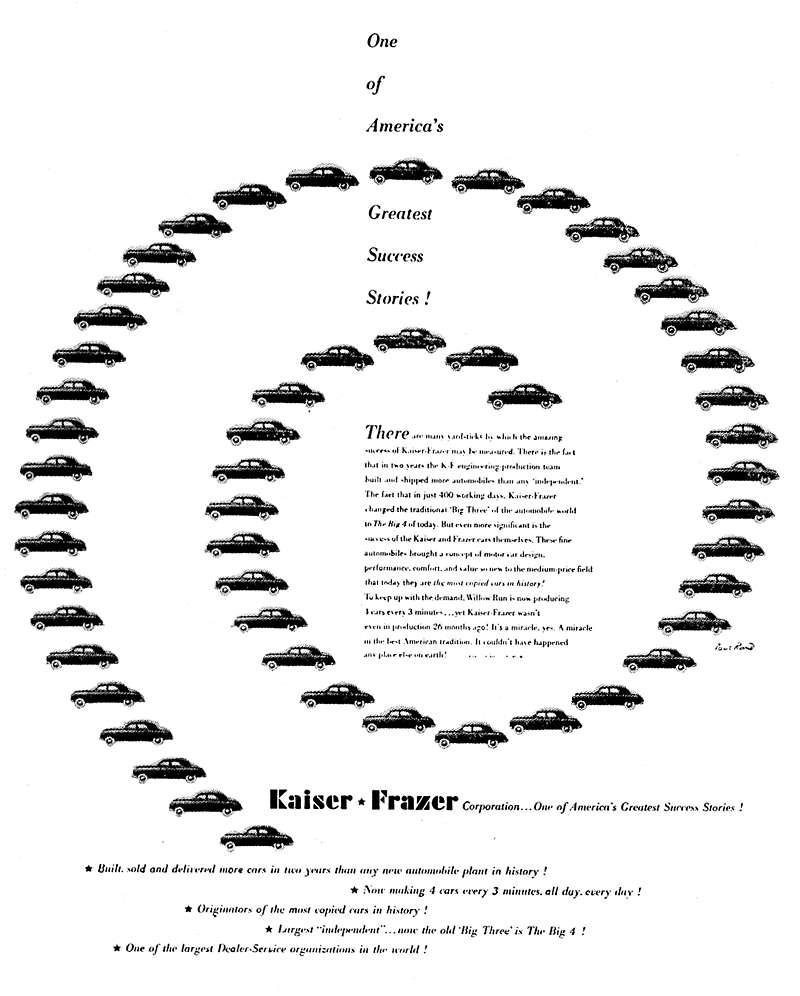 One
of
America's
Greatest
Success
Stories !
There are many yard-sticks by which the amazing
success of Kaiser-Frazer may be measured. There is the fact
that in two years the K-F engineering-production team
built and shipped more automobiles than any 'independent.'
The fact that in just 400 working days, Kaiser-Frazer
changed the traditional 'Big Three' of the automobile world
to The Big 4 of today. But even more significant is the
success of the Kaiser and Frazer cars themselves. These fine
automobiles brought a concept of motor car design,
performance, comfort, and value so new to the medium-price field
that today they are the most copied cars in history!
To keep up with the demand, Willow Run is now producing
4 cars every 3 minutes...yet Kaiser-Frazer wasn't
even in production 26 months ago! It's a miracle, yes. A miracle
in the best American tradition. It couldn't have happened
any place else on earth!
Paul Rand
Kaiser ★ Frazer Corporation...One of America's Greatest Success Stories !
★ Built, sold and delivered more cars in two years than any new automobile plant in history !
★ Now making 4 cars every 3 minutes, all day, every day !
★ Originators of the most copied cars in history !
★ Largest "independent"...now the old 'Big Three' is The Big 4 !
★ One of the largest Dealer-Service organizations in the world !